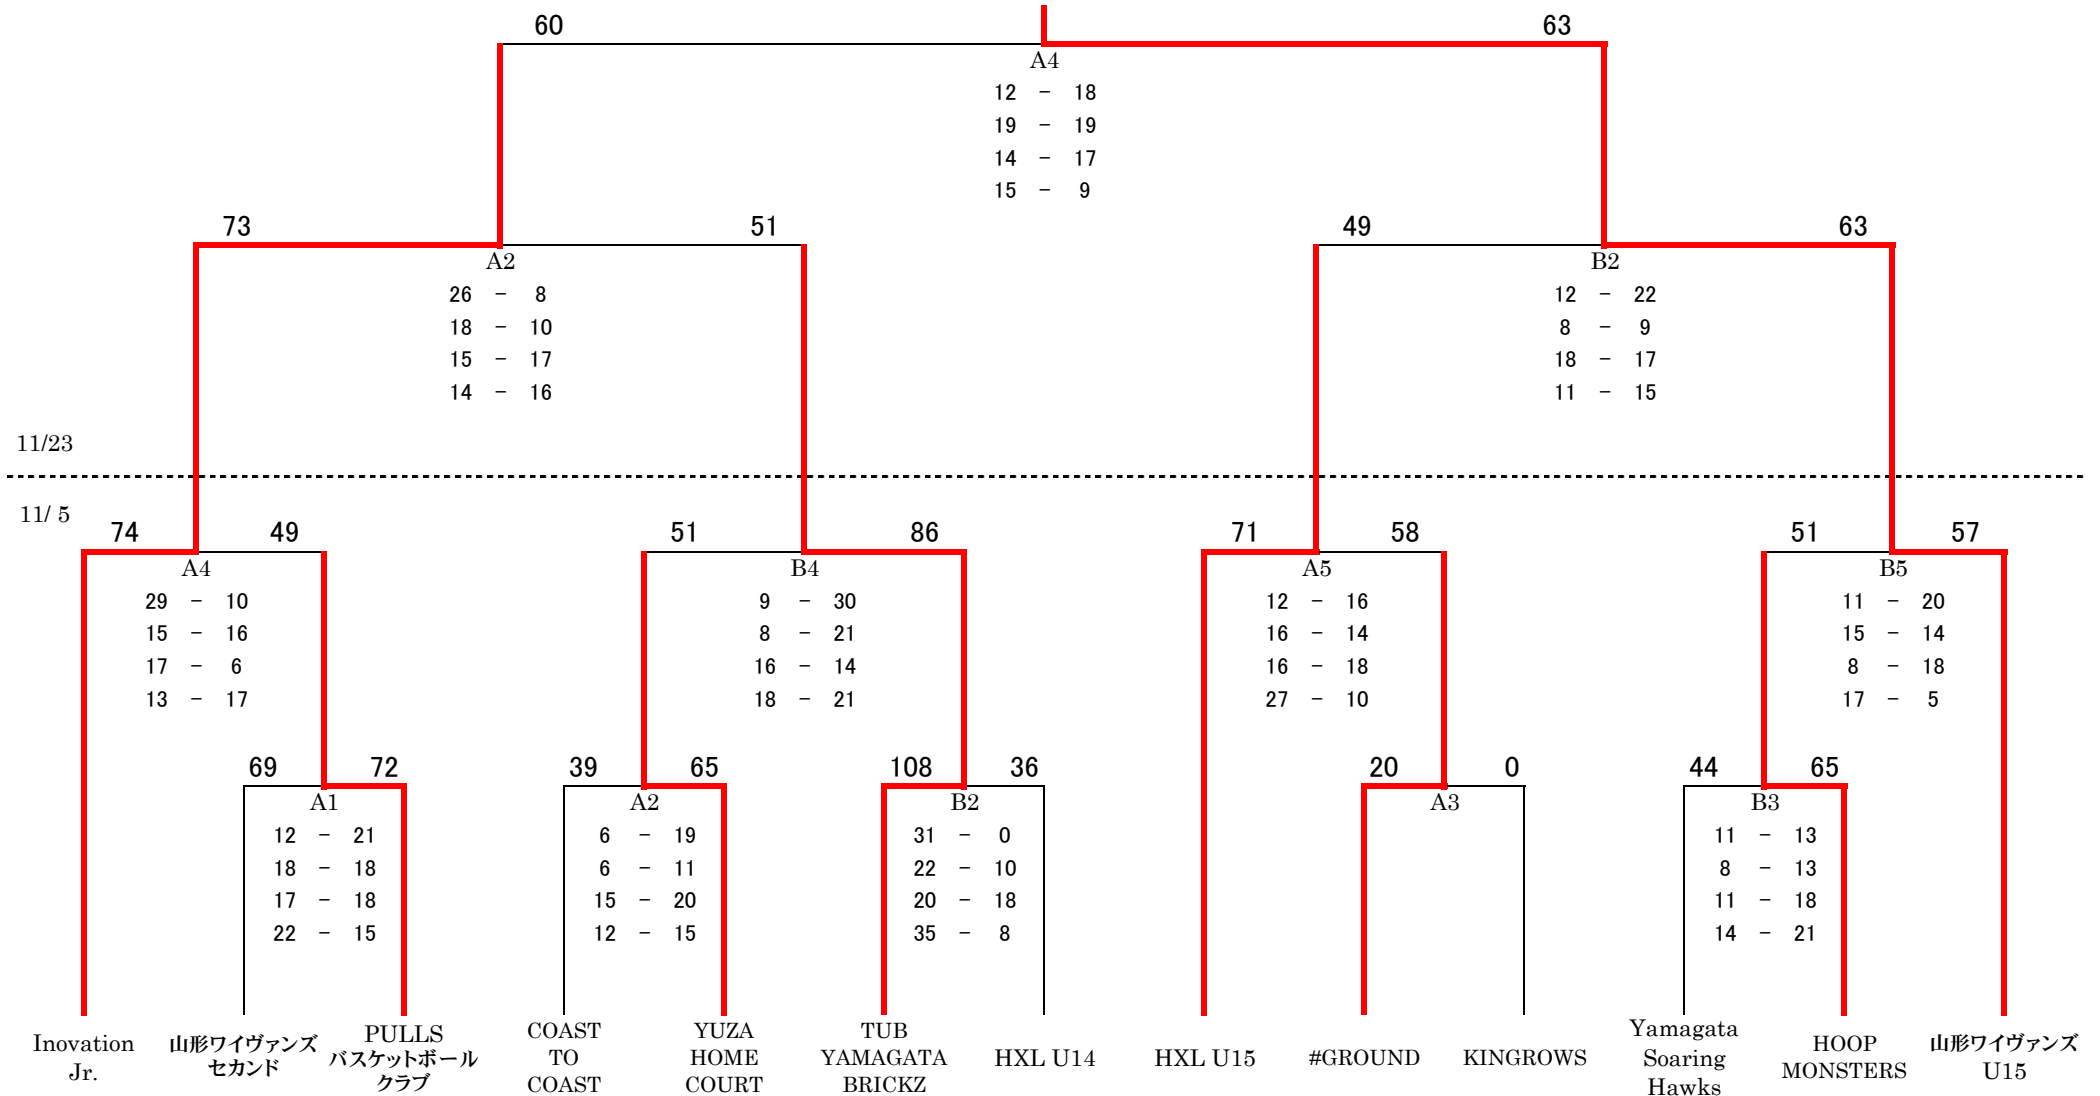 60 63
A4
12 - 18
19 - 19
14 - 17
15 - 9
73 51 49 63
A2 B2
26 - 8 12 - 22
18 - 10 8 - 9
15 - 17 18 - 17
14 - 16 11 - 15
11/23
11/ 5
74 49 51 86 71 58 51 57
A4 B4 A5 B5
29 - 10 9 - 30 12 - 16 11 - 20
15 - 16 8 - 21 16 - 14 15 - 14
17 - 6 16 - 14 16 - 18 8 - 18
13 - 17 18 - 21 27 - 10 17 - 5
69 72 39 65 108 36 20 0 44 65
A1 A2 B2 A3 B3
12 - 21 6 - 19 31 - 0 11 - 13
18 - 18 6 - 11 22 - 10 8 - 13
17 - 18 15 - 20 20 - 18 11 - 18
22 - 15 12 - 15 35 - 8 14 - 21
Inovation
Jr.
山形ワイヴァンズ
セカンド
PULLS
バスケットボール
クラブ
COAST
TO
COAST
YUZA
HOME
COURT
TUB
YAMAGATA
BRICKZ
HXL U14
HXL U15
#GROUND
KINGROWS
Yamagata
Soaring
Hawks
HOOP
MONSTERS
山形ワイヴァンズ
U15